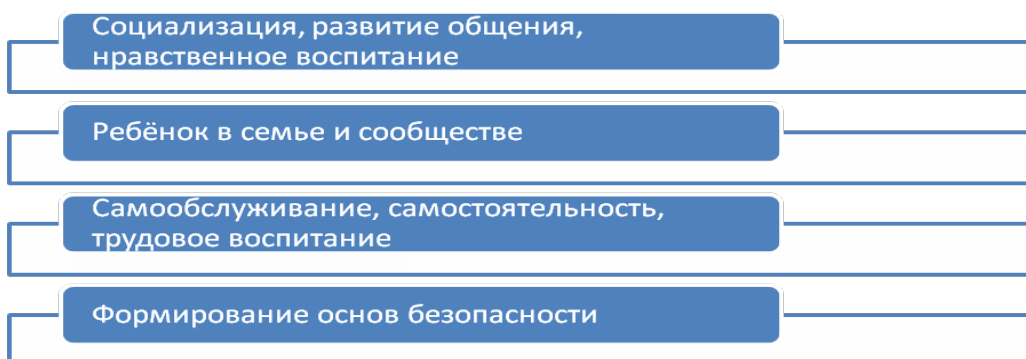 Социализация, развитие общения,
нравственное воспитание
Ребёнок в семье и сообществе
Самообслуживание, самостоятельность,
трудовое воспитание
Формирование основ безопасности